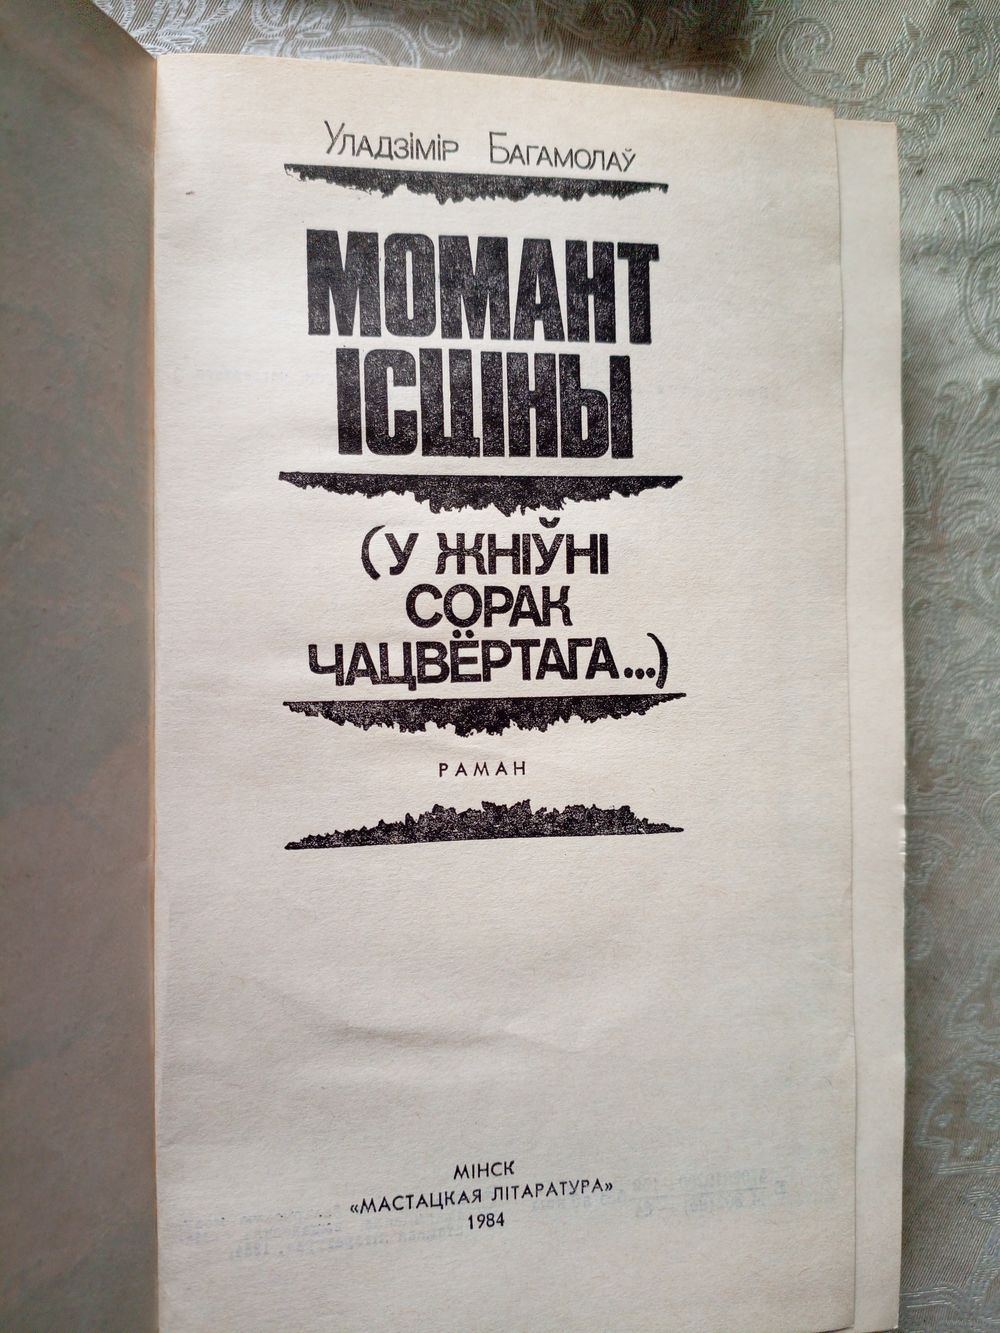 Уладзімір Багамолаў
МОМАНТ
ІСЦІНЫ
(У ЖНІЎНІ
СОРАК
ЧАЦВЁРТАГА...)
РАМАН
МІНСК
«МАСТАЦКАЯ ЛІТАРАТУРА»
1984